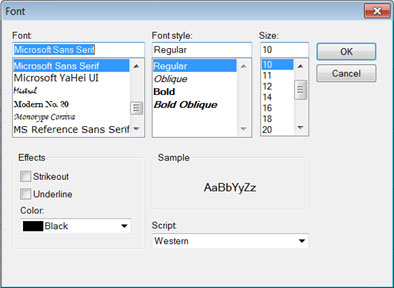 Font
Font:
Font style:
Size:
Microsoft Sans Serif
Regular
10
OK
Cancel
Microsoft Sans Serif
Microsoft YaHei UI
Mistral
Modern No. 20
Monotype Corsiva
MS Reference Sans Serif
Regular
Oblique
Bold
Bold Oblique
10
11
12
14
16
18
20
Effects
Strikeout
Underline
Color:
Black
Sample
AaBbYyZz
Script:
Western